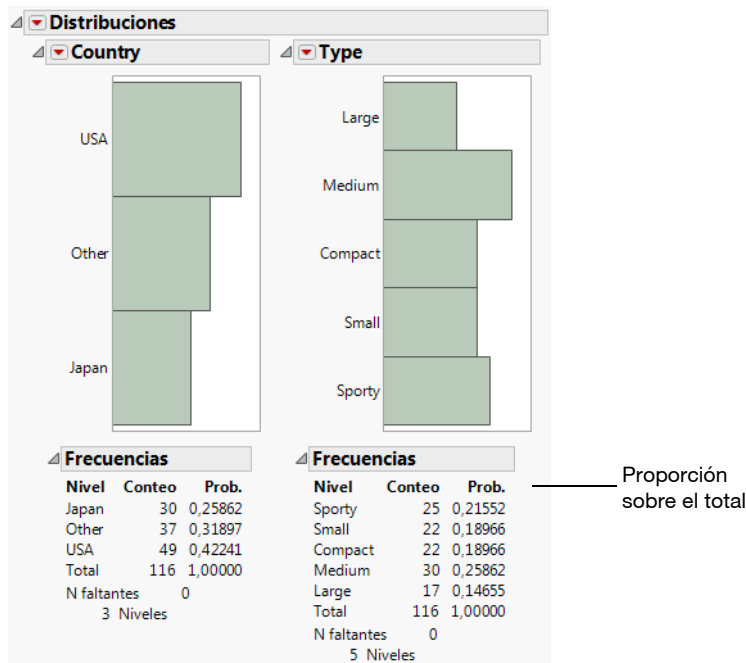 Distribuciones
Country
USA
Other
Japan
Frecuencias
Nivel Conteo Prob.
Japan 30 0,25862
Other 37 0,31897
USA 49 0,42241
Total 116 1,00000
N faltantes 0
3 Niveles
Type
Large
Medium
Compact
Small
Sporty
Frecuencias
Nivel Conteo Prob.
Sporty 25 0,21552
Small 22 0,18966
Compact 22 0,18966
Medium 30 0,25862
Large 17 0,14655
Total 116 1,00000
N faltantes 0
5 Niveles
Proporción
sobre el total